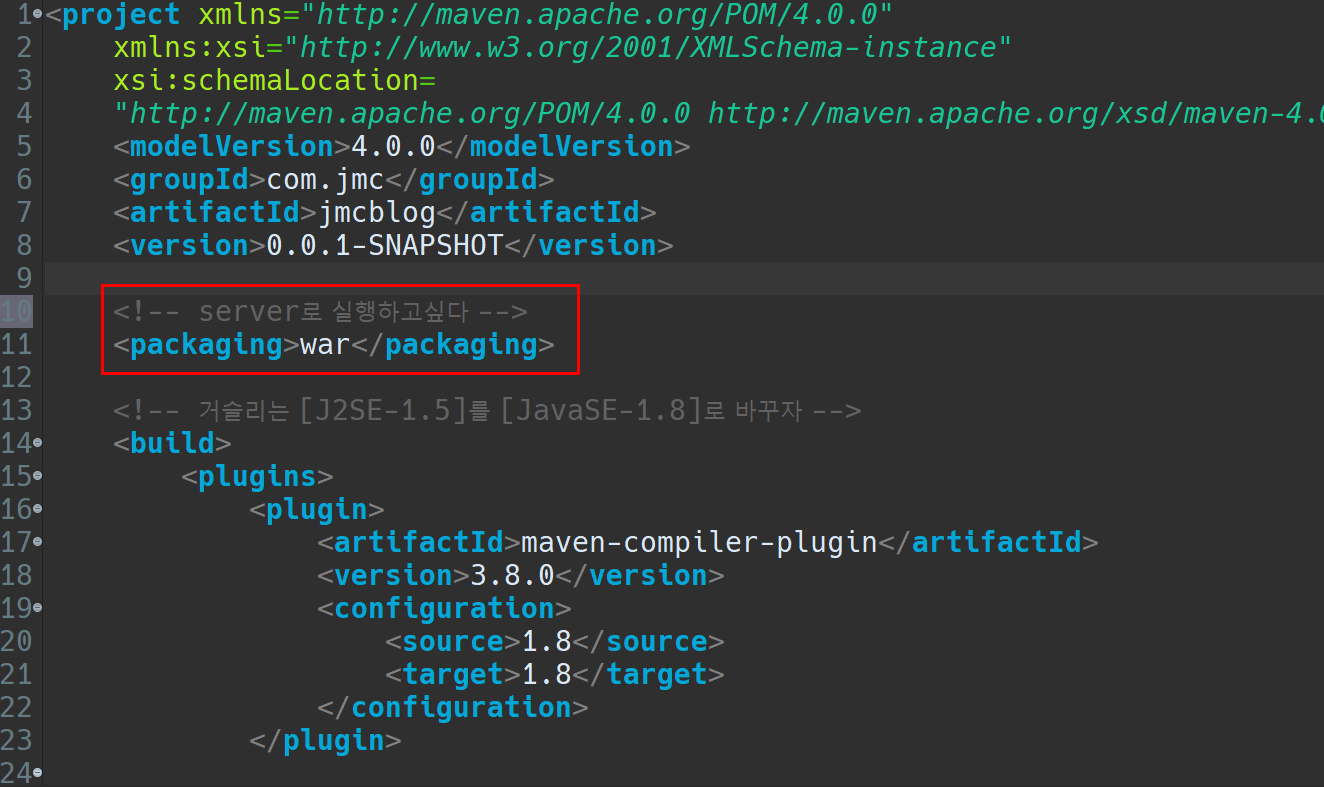 1 <project xmlns="http://maven.apache.org/POM/4.0.0"
2 xmlns:xsi="http://www.w3.org/2001/XMLSchema-instance"
3 xsi:schemaLocation=
4 "http://maven.apache.org/POM/4.0.0 http://maven.apache.org/xsd/maven-4.0
5 <modelVersion>4.0.0</modelVersion>
6 <groupId>com.jmc</groupId>
7 <artifactId>jmcblog</artifactId>
8 <version>0.0.1-SNAPSHOT</version>
9
10 <!-- server로 실행하고싶다 -->
11 <packaging>war</packaging>
12
13 <!-- 거슬리는 [J2SE-1.5]를 [JavaSE-1.8]로 바꾸자 -->
14 <build>
15 <plugins>
16 <plugin>
17 <artifactId>maven-compiler-plugin</artifactId>
18 <version>3.8.0</version>
19 <configuration>
20 <source>1.8</source>
21 <target>1.8</target>
22 </configuration>
23 </plugin>
24